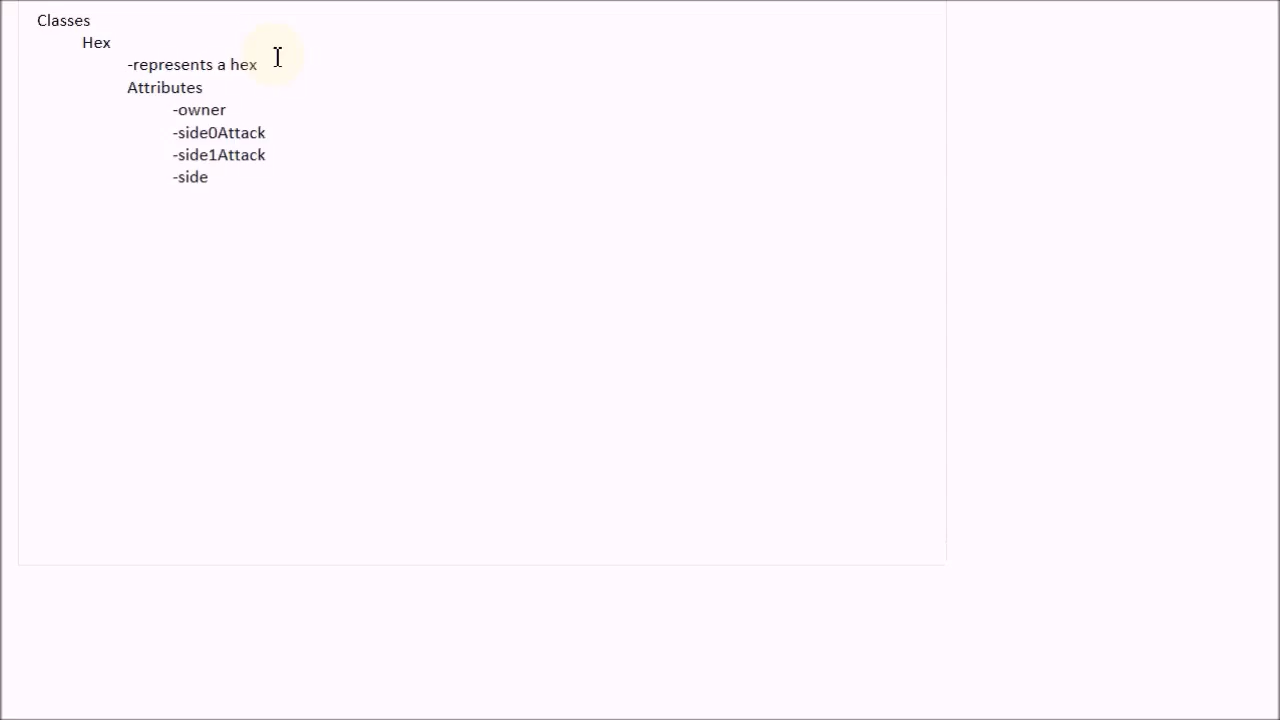 Classes
Hex
-represents a hex
Attributes
-owner
-side0Attack
-side1Attack
-side